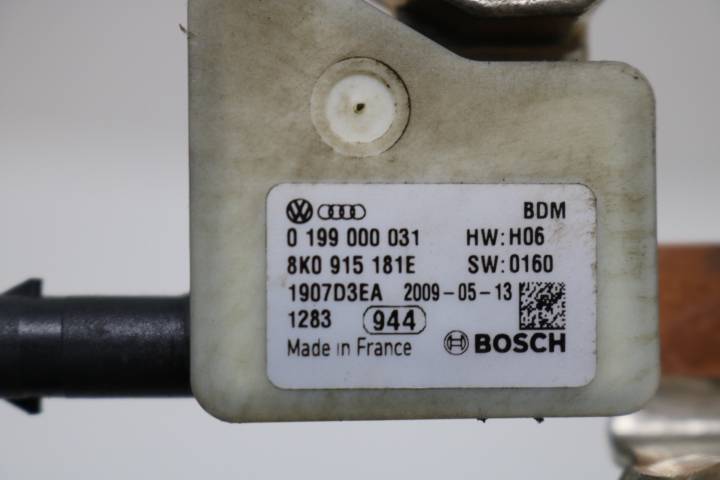 BDM
0 199 000 031 HW:H06
8K0 915 181E SW:0160
1907D3EA 2009-05-13
1283 944
Made in France BOSCH